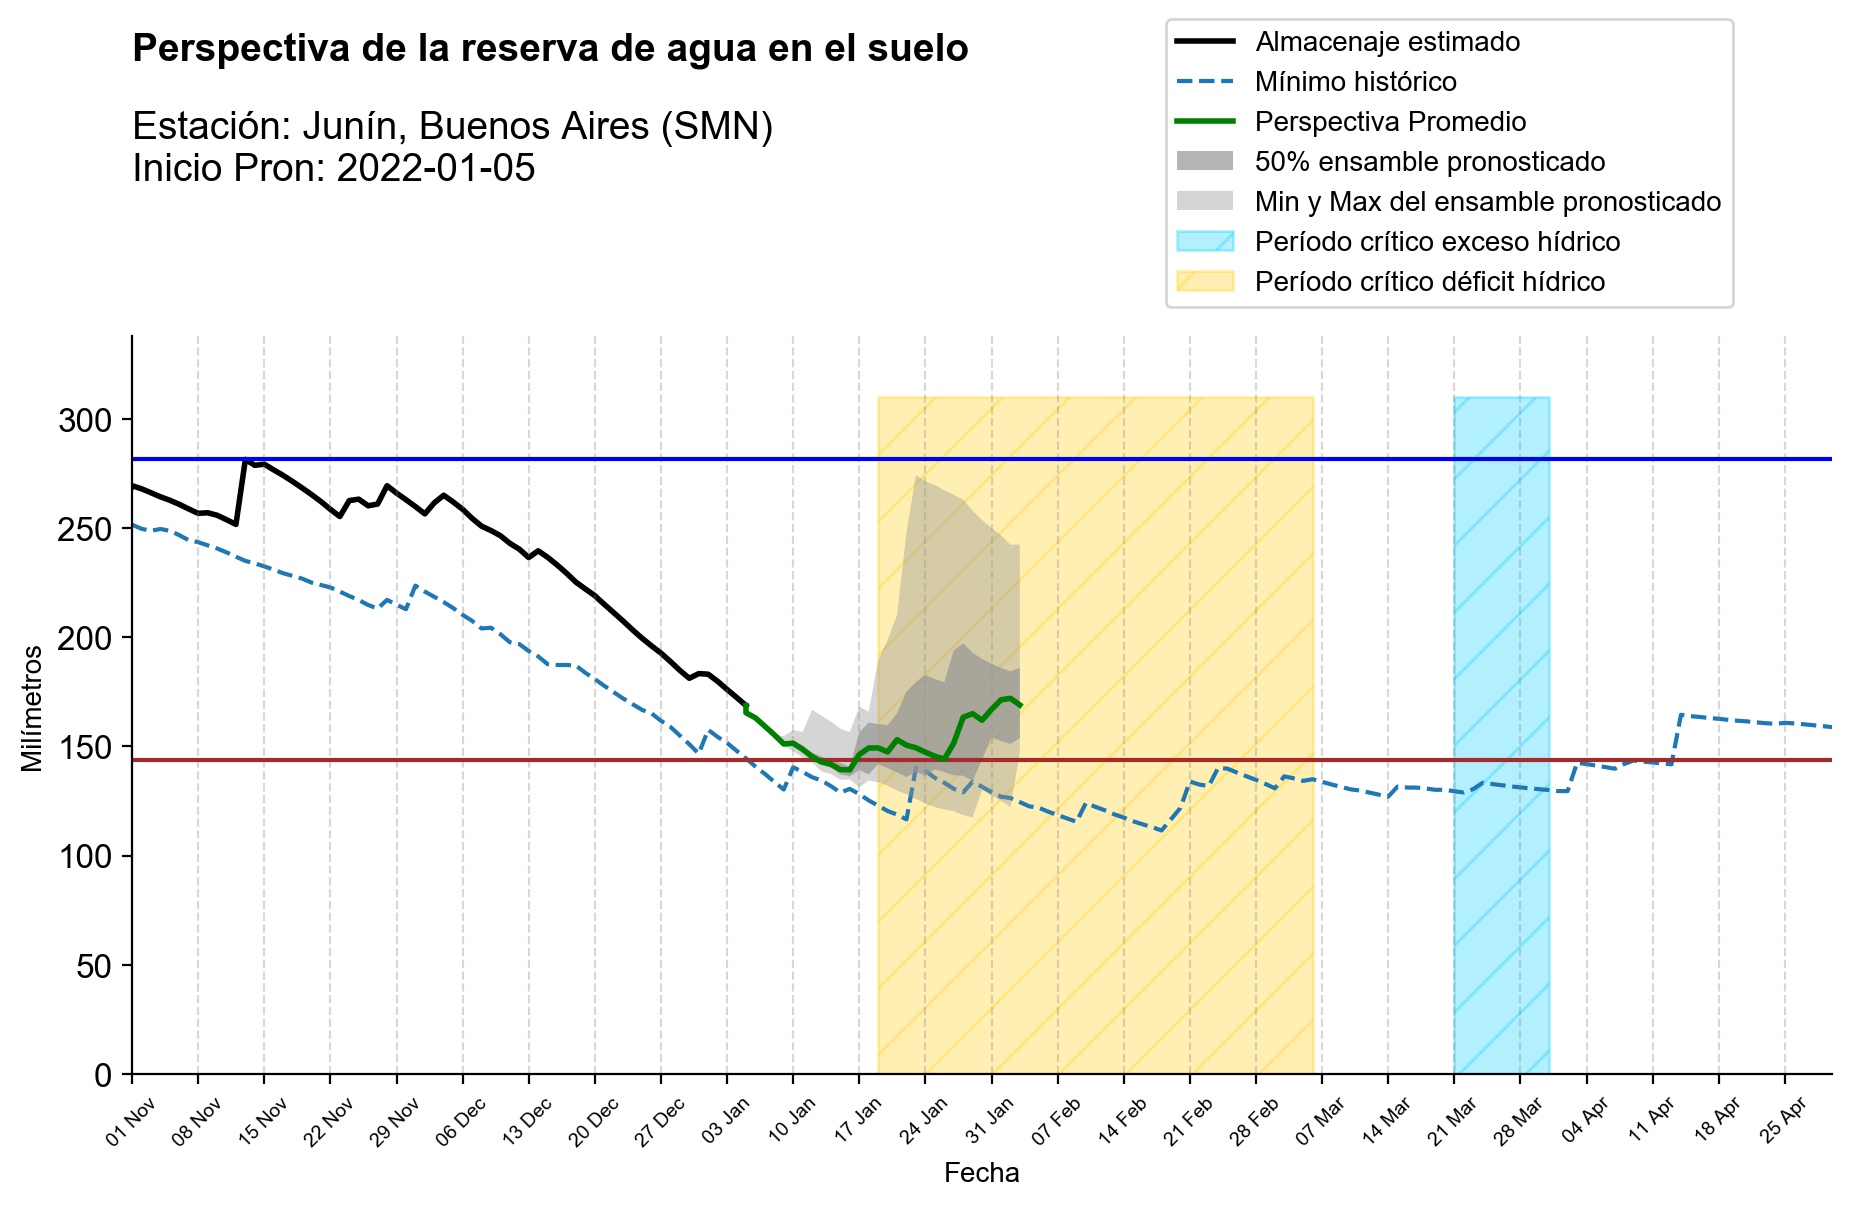 Perspectiva de la reserva de agua en el suelo
Estación: Junín, Buenos Aires (SMN)
Inicio Pron: 2022-01-05
Almacenaje estimado
Mínimo histórico
Perspectiva Promedio
50% ensamble pronosticado
Min y Max del ensamble pronosticado
Período crítico exceso hídrico
Período crítico déficit hídrico
300
250
200
150
100
50
0
Milímetros
01 Nov
08 Nov
15 Nov
22 Nov
29 Nov
06 Dec
13 Dec
20 Dec
27 Dec
03 Jan
10 Jan
17 Jan
24 Jan
31 Jan
07 Feb
14 Feb
21 Feb
28 Feb
07 Mar
14 Mar
21 Mar
28 Mar
04 Apr
11 Apr
18 Apr
25 Apr
Fecha